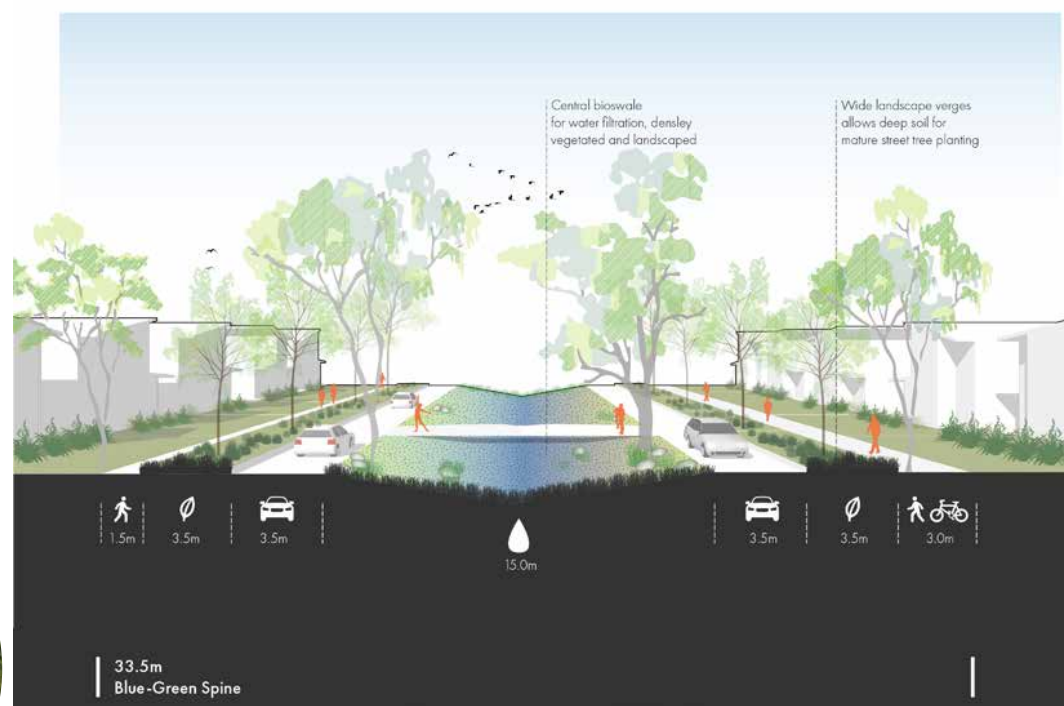 Central bioswale
for water filtration, densley
vegetated and landscaped
Wide landscape verges
allows deep soil for
mature street tree planting
1.5m
3.5m
3.5m
15.0m
3.5m
3.5m
3.0m
33.5m
Blue-Green Spine